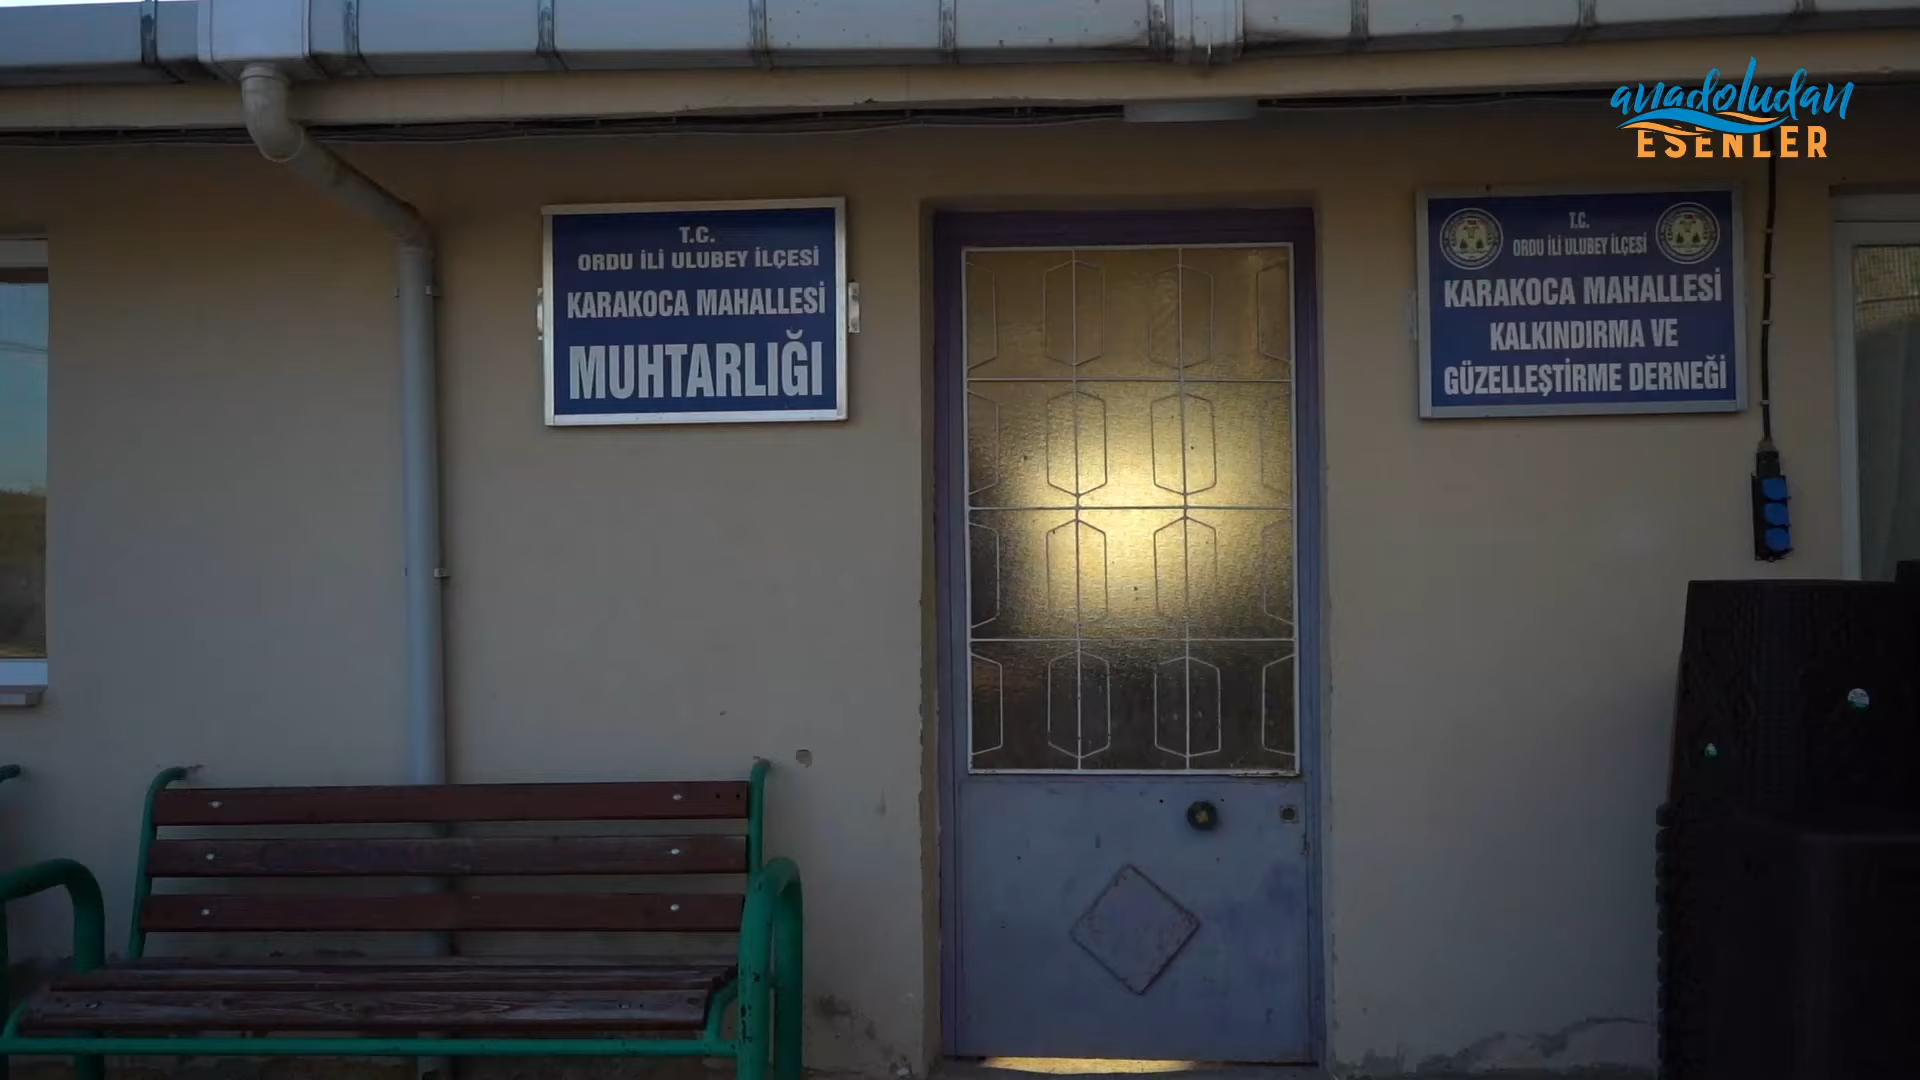 T.C.
ORDU İLİ ULUBEY İLÇESİ
KARAKOCA MAHALLESİ
MUHTARLIĞI
anadoludan
ESENLER
T.C.
ORDU İLİ ULUBEY İLÇESİ
KARAKOCA MAHALLESİ
KALKINDIRMA VE
GÜZELLEŞTİRME DERNEĞİ